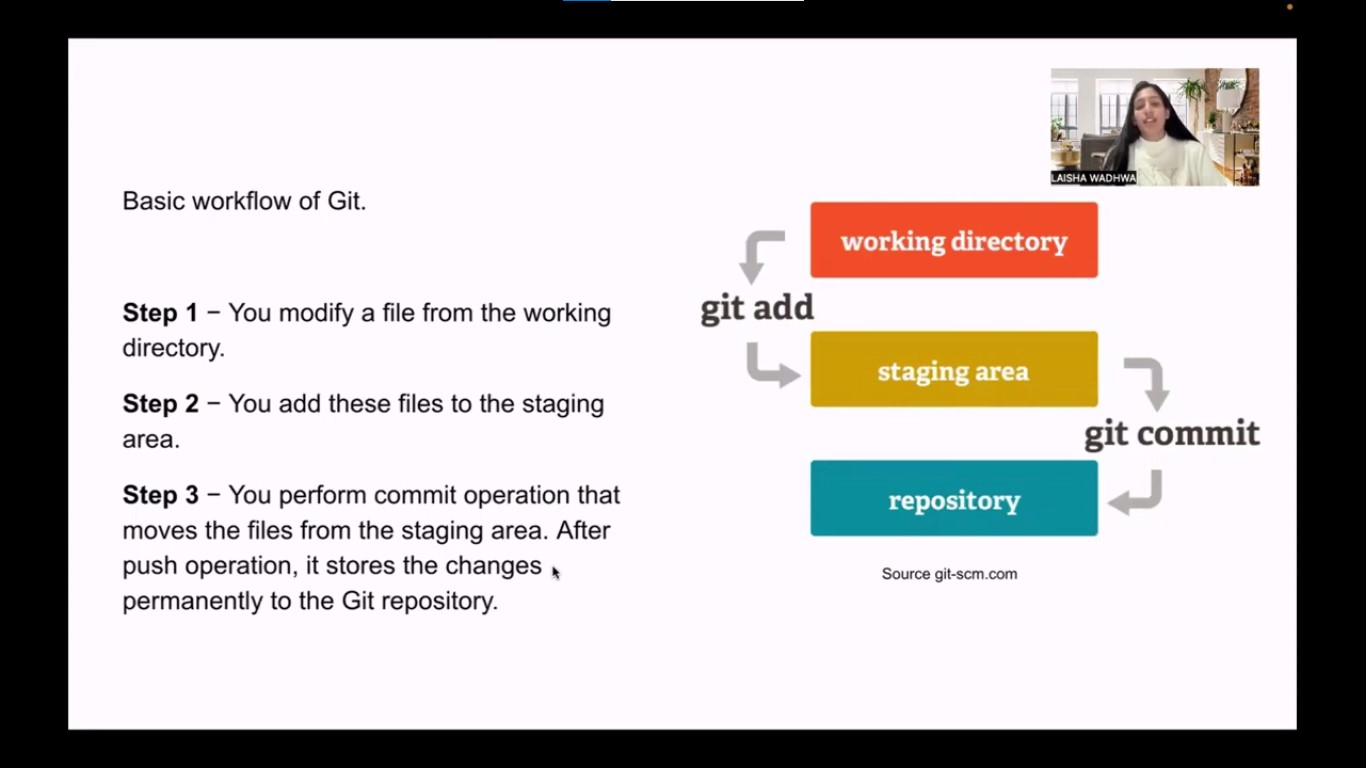 LAISHA WADHWA
Basic workflow of Git.
Step 1 − You modify a file from the working
directory.
Step 2 − You add these files to the staging
area.
Step 3 − You perform commit operation that
moves the files from the staging area. After
push operation, it stores the changes
permanently to the Git repository.
working directory
git add
staging area
git commit
repository
Source git-scm.com